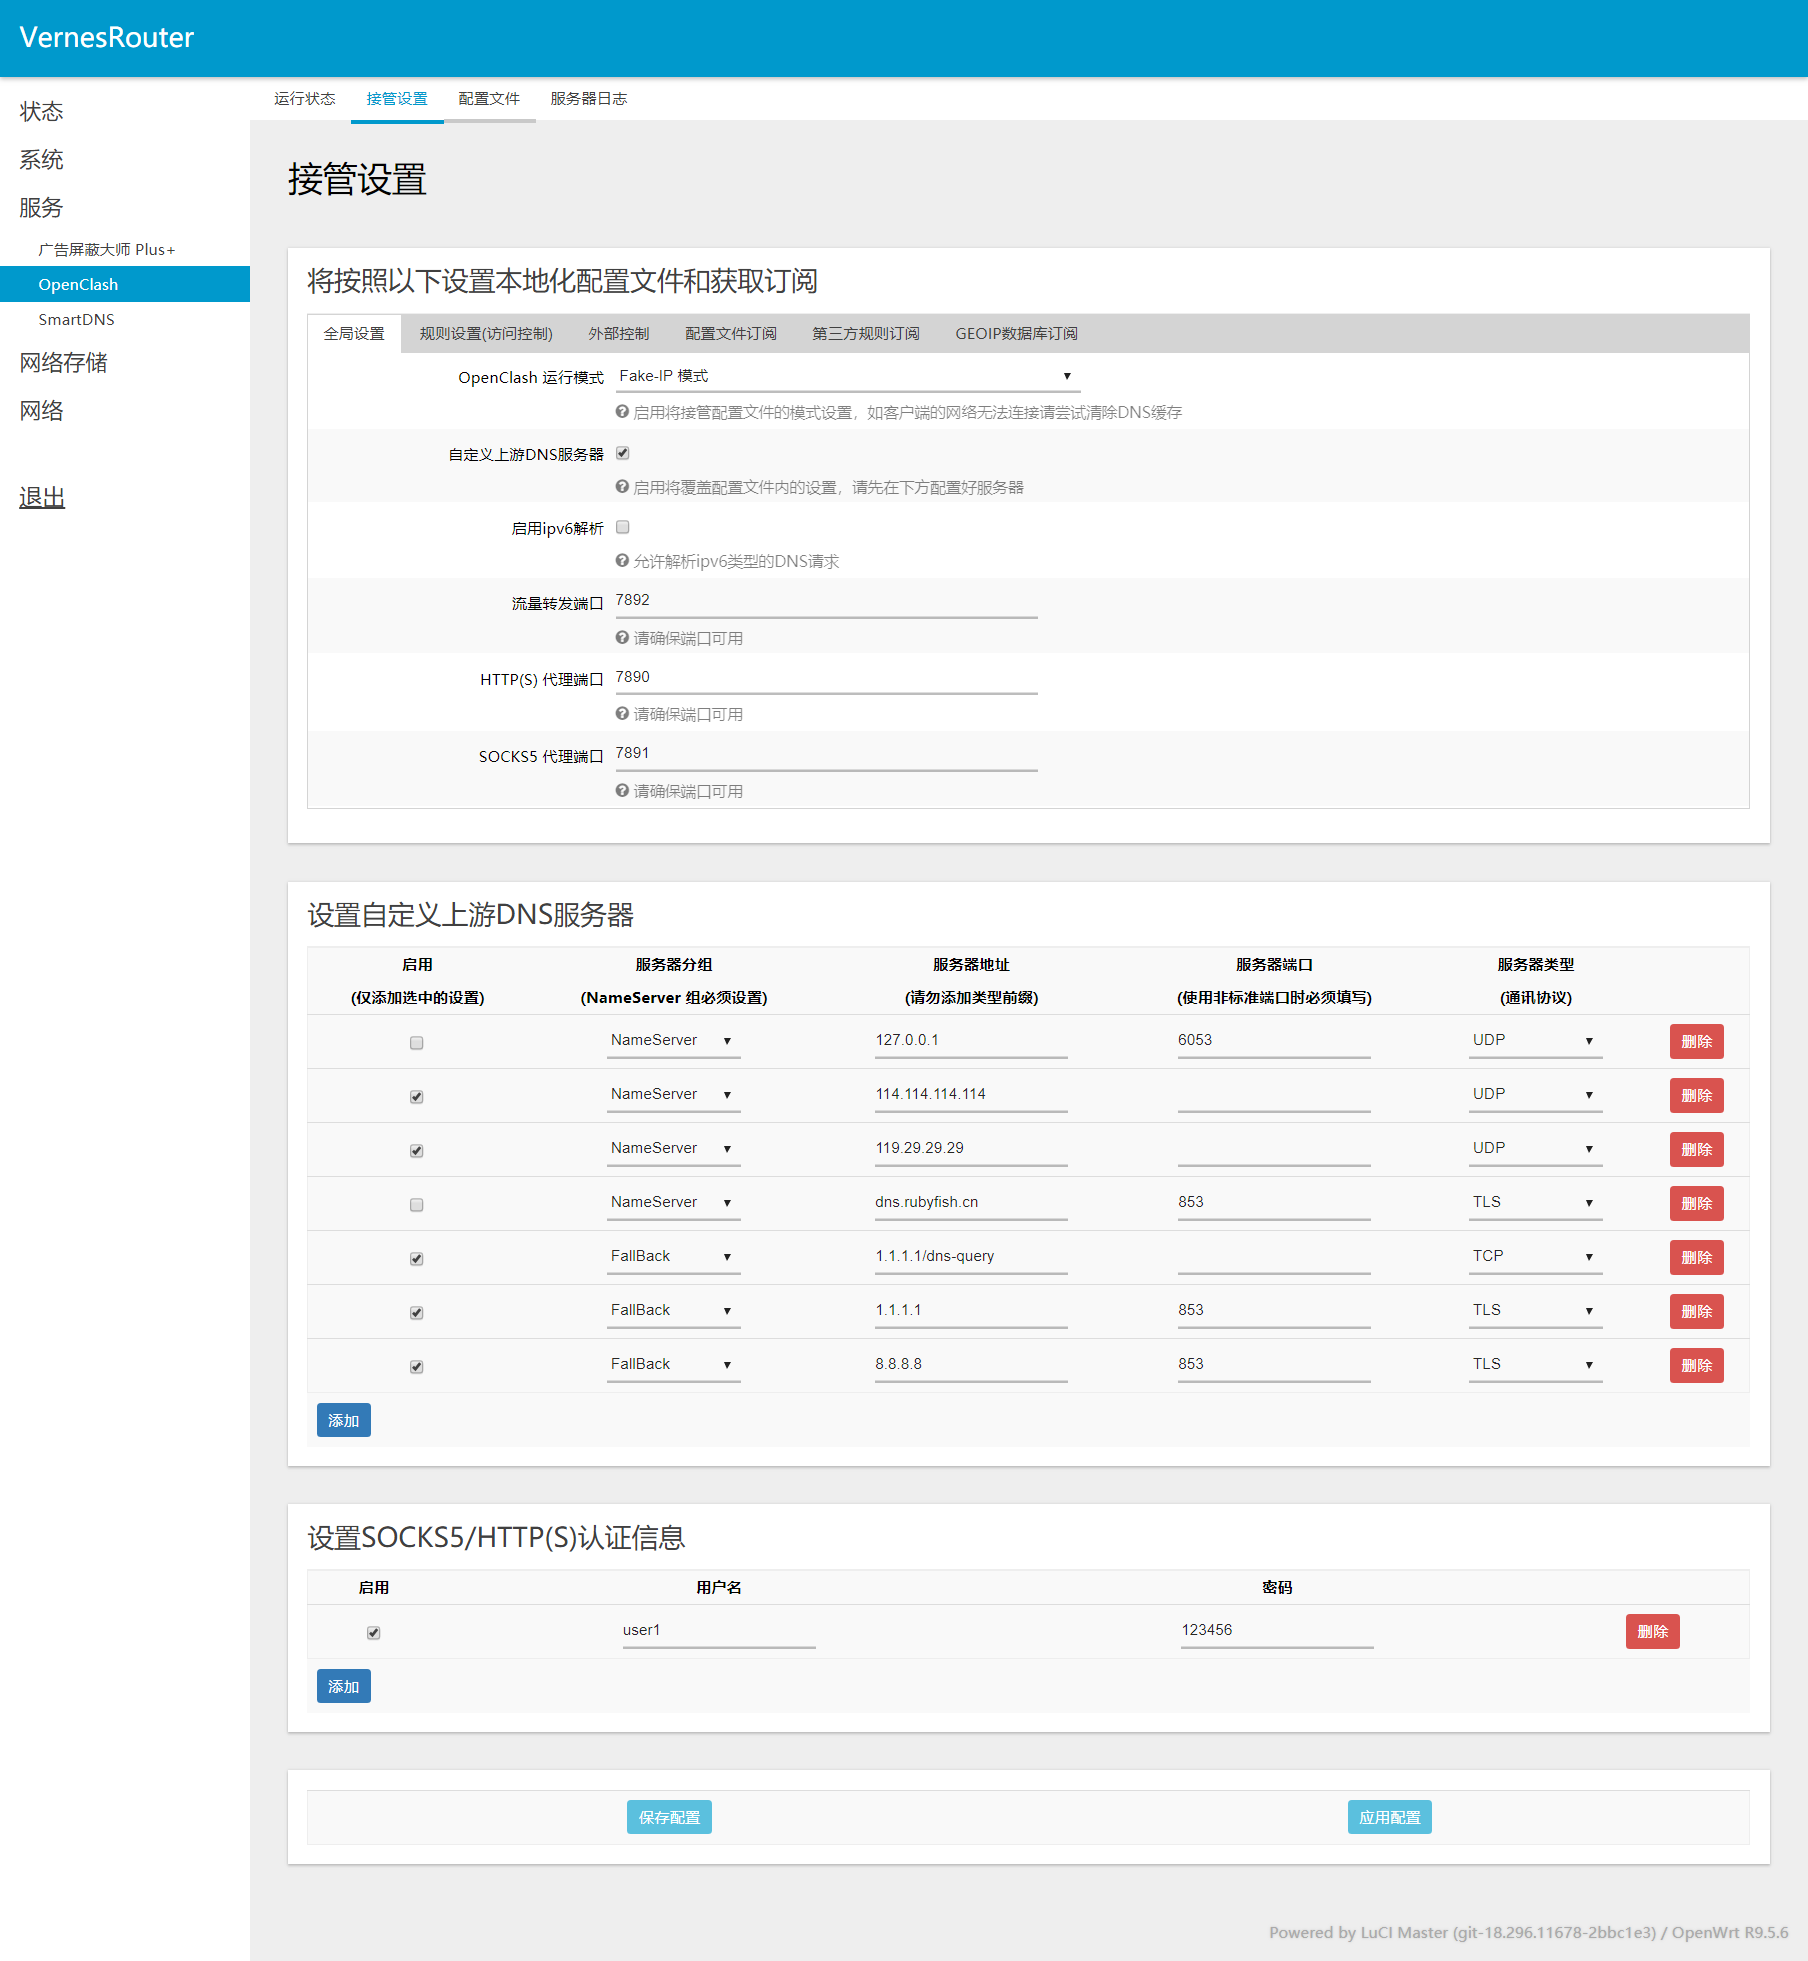 VernesRouter
状态
系统
服务
广告屏蔽大师 Plus+
OpenClash
SmartDNS
网络存储
网络
退出
运行状态 接管设置 配置文件 服务器日志
接管设置
将按照以下设置本地化配置文件和获取订阅
全局设置 规则设置(访问控制) 外部控制 配置文件订阅 第三方规则订阅 GEOIP数据库订阅
OpenClash 运行模式 Fake-IP 模式
启用将接管配置文件的模式设置，如客户端的网络无法连接请尝试清除DNS缓存
自定义上游DNS服务器
启用将覆盖配置文件内的设置，请先在下方配置好服务器
启用ipv6解析
允许解析ipv6类型的DNS请求
流量转发端口 7892
请确保端口可用
HTTP(S) 代理端口 7890
请确保端口可用
SOCKS5 代理端口 7891
请确保端口可用
设置自定义上游DNS服务器
启用 服务器分组 服务器地址 服务器端口 服务器类型
(仅添加选中的设置) (NameServer 组必须设置) (请勿添加类型前缀) (使用非标准端口时必须填写) (通讯协议)
NameServer 127.0.0.1 6053 UDP 删除
NameServer 114.114.114.114 UDP 删除
NameServer 119.29.29.29 UDP 删除
NameServer dns.rubyfish.cn 853 TLS 删除
FallBack 1.1.1.1/dns-query TCP 删除
FallBack 1.1.1.1 853 TLS 删除
FallBack 8.8.8.8 853 TLS 删除
添加
设置SOCKS5/HTTP(S)认证信息
启用 用户名 密码
user1 123456 删除
添加
保存配置 应用配置
Powered by LuCI Master (git-18.296.11678-2bbc1e3) / OpenWrt R9.5.6